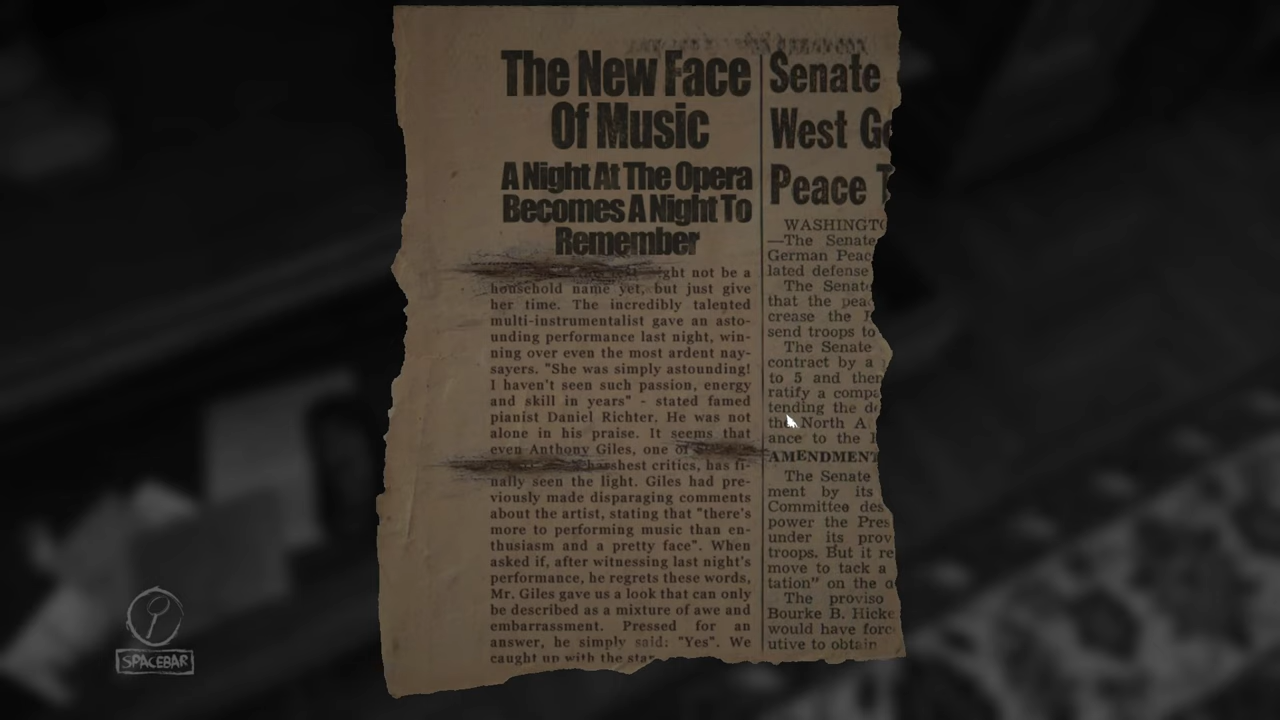 The New Face
Of Music
A Night At The Opera
Becomes A Night To
Remember
not be a
household name yet, but just give
her time. The incredibly talented
multi-instrumentalist gave an asto-
unding performance last night, win-
ning over even the most ardent nay-
sayers. "She was simply astounding!
I haven't seen such passion, energy
and skill in years" - stated famed
pianist Daniel Richter. He was not
alone in his praise. It seems that
even Anthony Giles, one of
harshest critics, has fi-
nally seen the light. Giles had pre-
viously made disparaging comments
about the artist, stating that "there's
more to performing music than en-
thusiasm and a pretty face". When
asked if, after witnessing last night's
performance, he regrets these words,
Mr. Giles gave us a look that can only
be described as a mixture of awe and
embarrassment. Pressed for an
answer, he simply said: "Yes". We
caught up with the star
Senate
West Ge
Peace T
WASHINGTO
—The Senate
German Peac
lated defense
The Senate
that the peac
crease the
send troops to
The Senate
contract by a
to 5 and then
ratify a compa
tending the de
the North A
ance to the
AMENDMENT
The Senate
ment by its
Committee des
power the Pres
under its prov
troops. But it re
move to tack a
tation" on the a
The proviso
Bourke B. Hicke
would have forc
utive to obtain
SPACEBAR